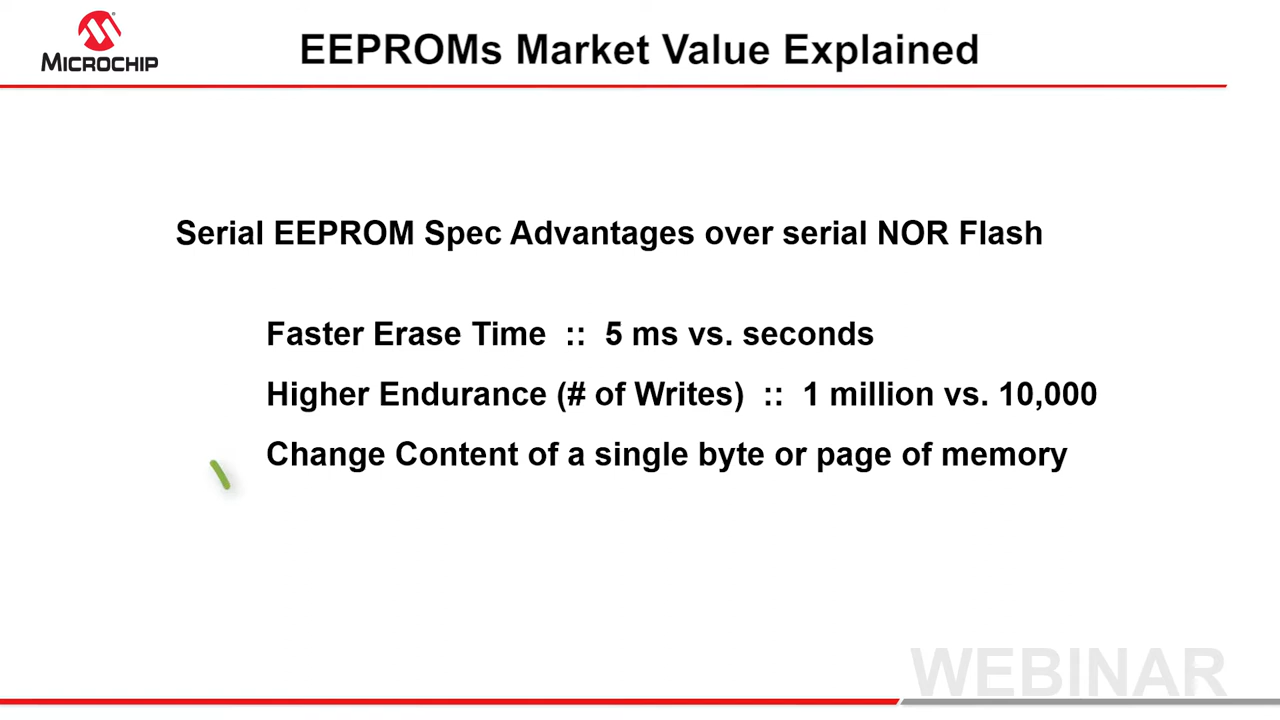 MICROCHIP
EEPROMs Market Value Explained
Serial EEPROM Spec Advantages over serial NOR Flash
Faster Erase Time :: 5 ms vs. seconds
Higher Endurance (# of Writes) :: 1 million vs. 10,000
Change Content of a single byte or page of memory
WEBINAR